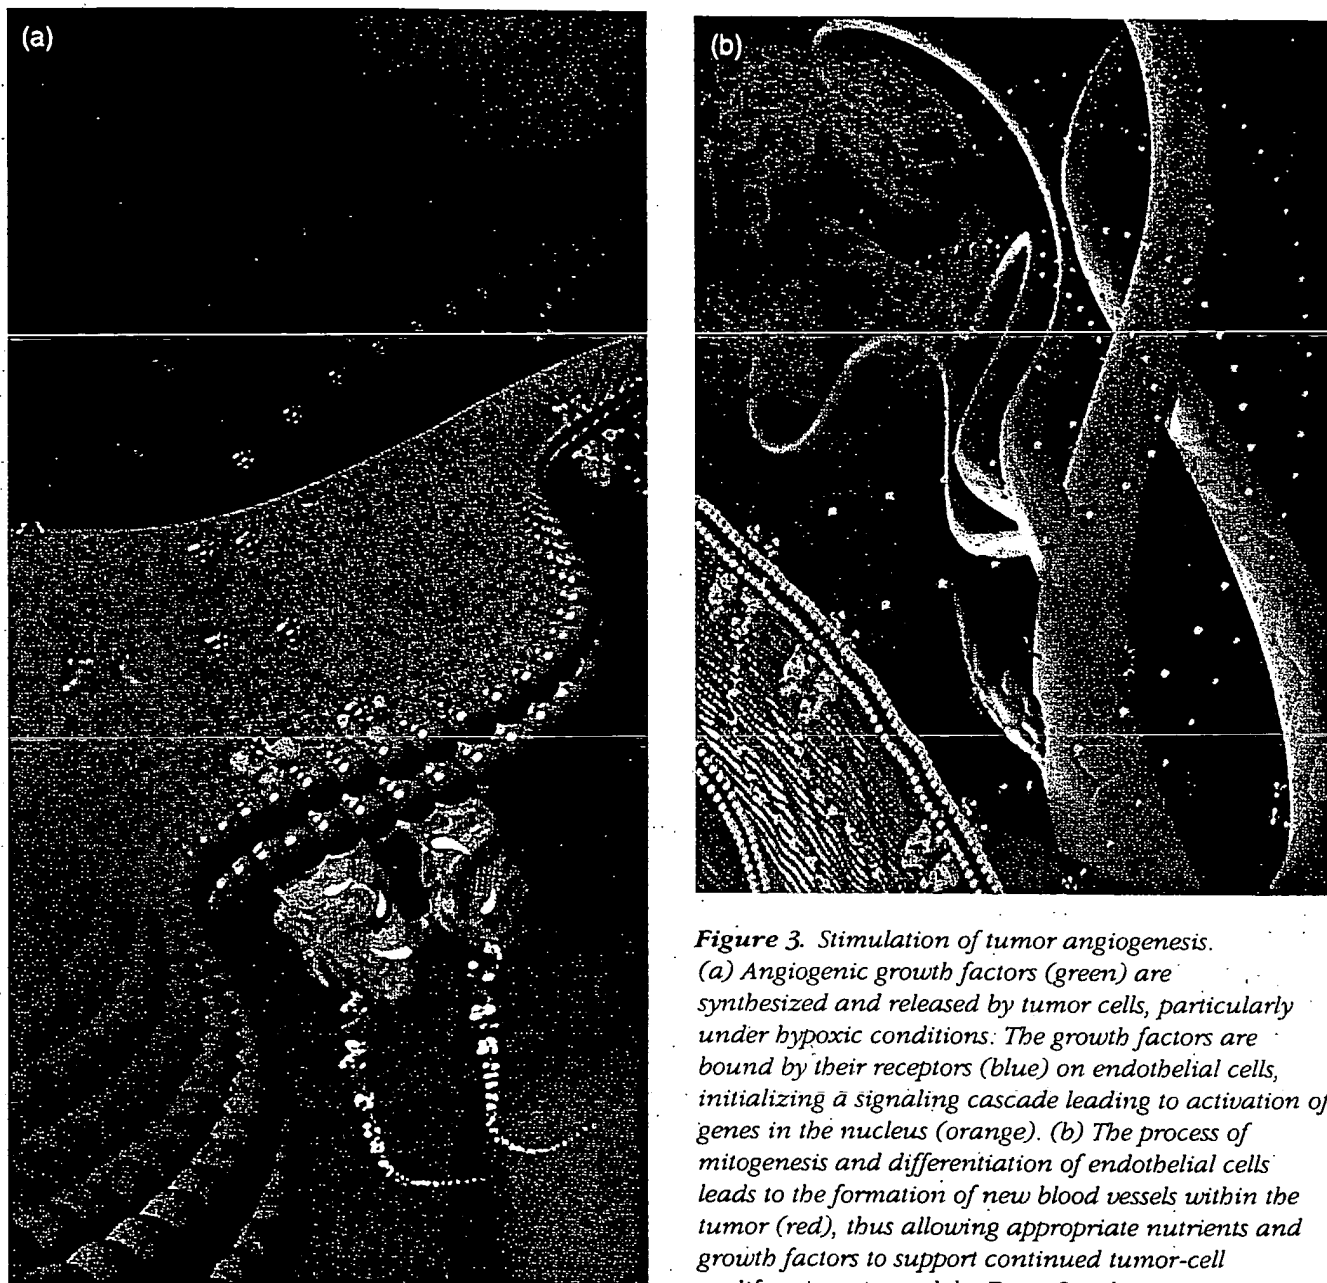 (a)
(b)
Figure 3. Stimulation of tumor angiogenesis.
(a) Angiogenic growth factors (green) are
synthesized and released by tumor cells, particularly
under hypoxic conditions. The growth factors are
bound by their receptors (blue) on endothelial cells,
initializing a signaling cascade leading to activation of
genes in the nucleus (orange). (b) The process of
mitogenesis and differentiation of endothelial cells
leads to the formation of new blood vessels within the
tumor (red), thus allowing appropriate nutrients and
growth factors to support continued tumor-cell